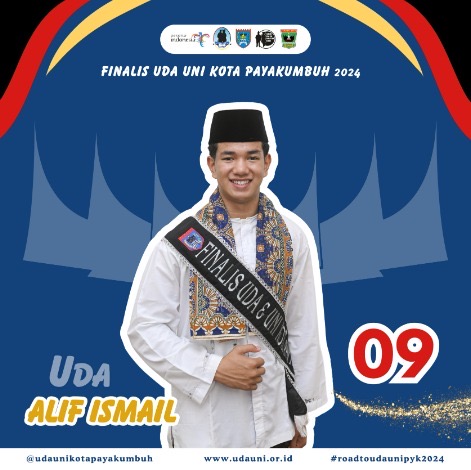 FINALIS UDA UNI KOTA PAYAKUMBUH 2024
FINALIS UDA & UNI
09
UDA
ALIF ISMAIL
@udaunikotapayakumbuh
www.udauni.or.id
#roadtoudaunipyk2024